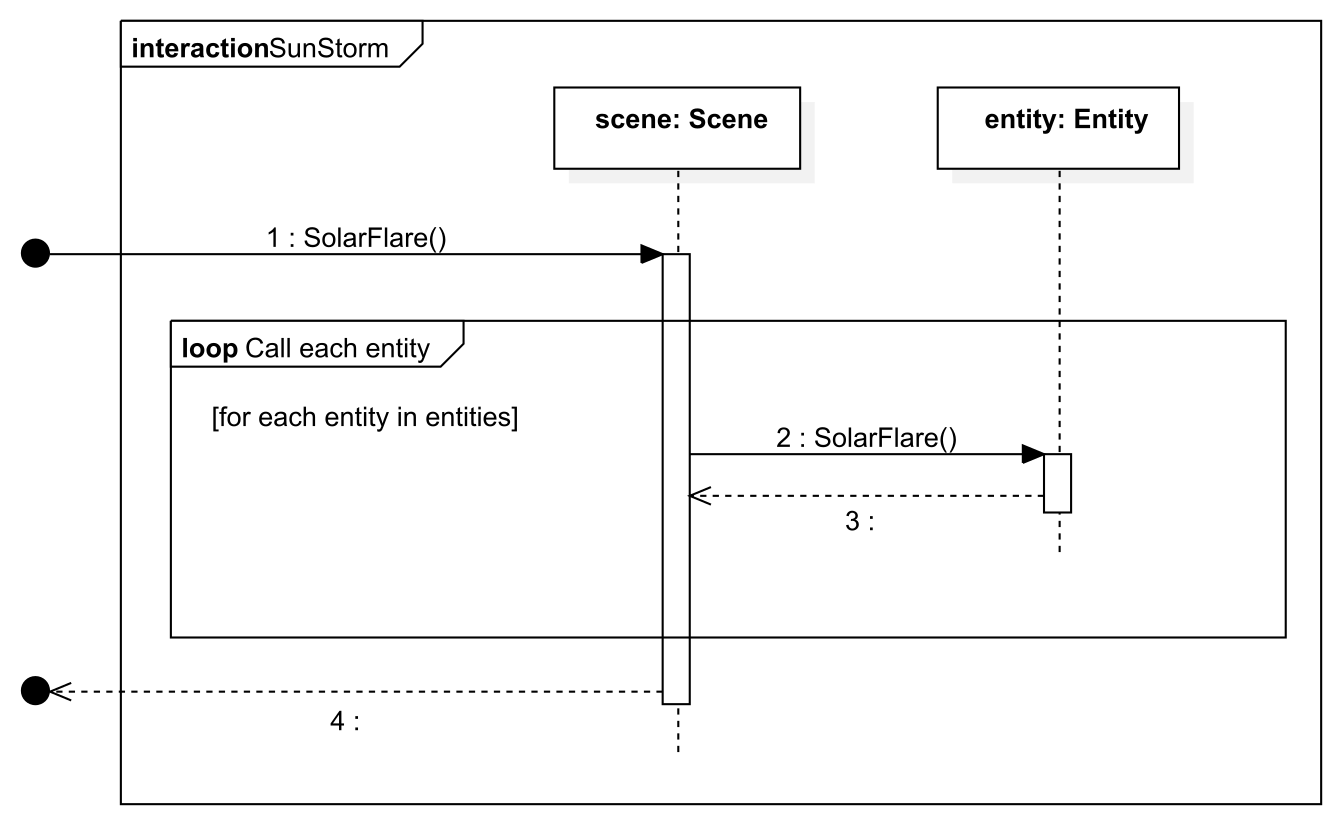 interactionSunStorm
scene: Scene
entity: Entity
1 : SolarFlare()
loop Call each entity
[for each entity in entities]
2 : SolarFlare()
3 :
4 :